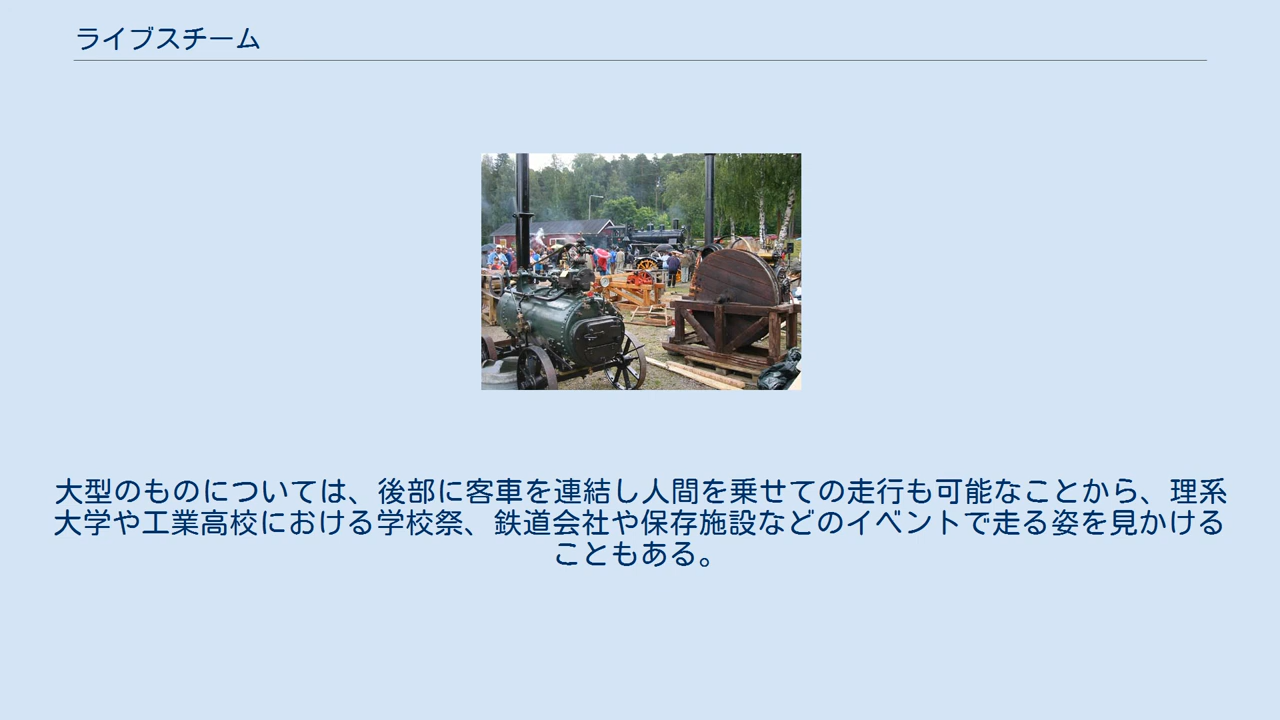 ライブスチーム
大型のものについては、後部に客車を連結し人間を乗せての走行も可能なことから、理系
大学や工業高校における学校祭、鉄道会社や保存施設などのイベントで走る姿を見かける
こともある。